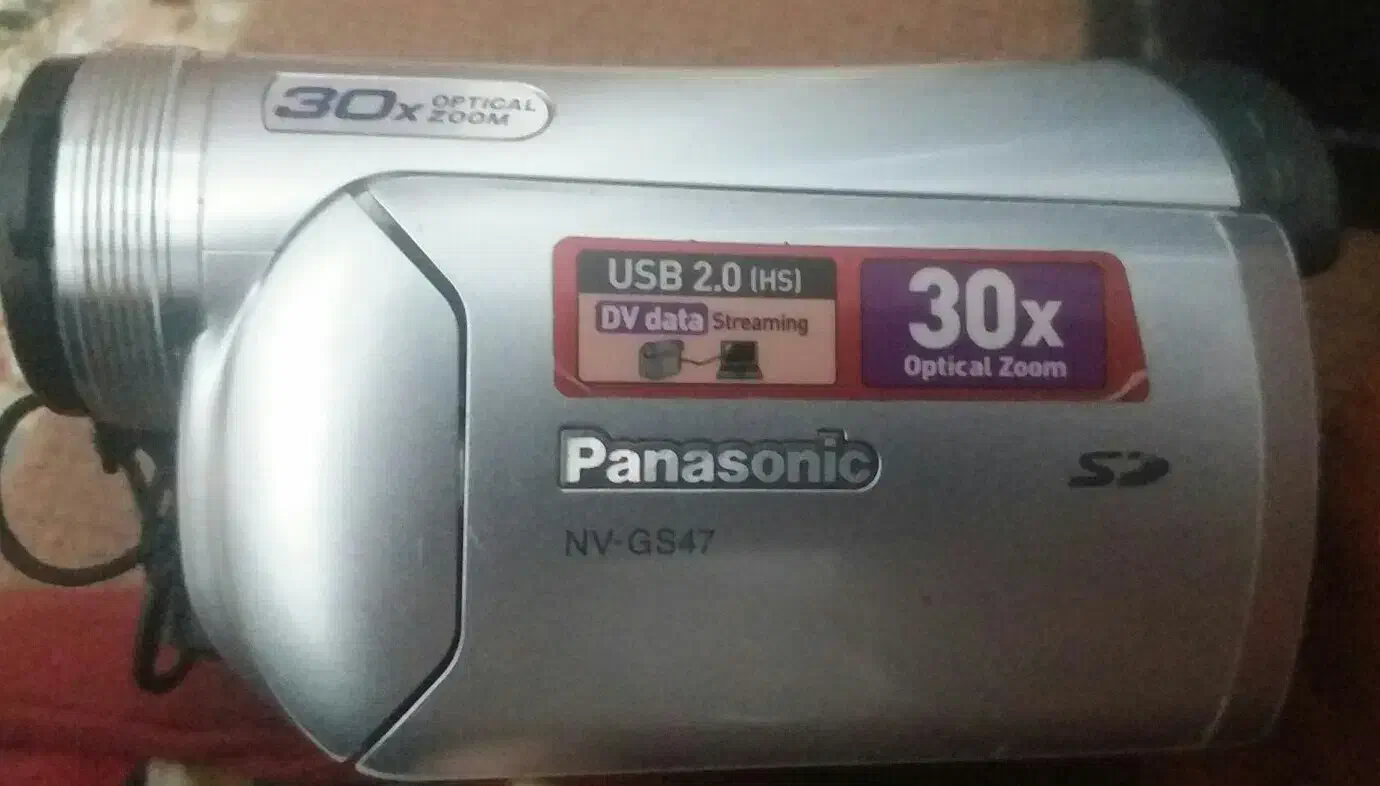 30x OPTICAL
ZOOM
USB 2.0 (HS)
DV data Streaming
30x
Optical Zoom
Panasonic
SD
NV-GS47